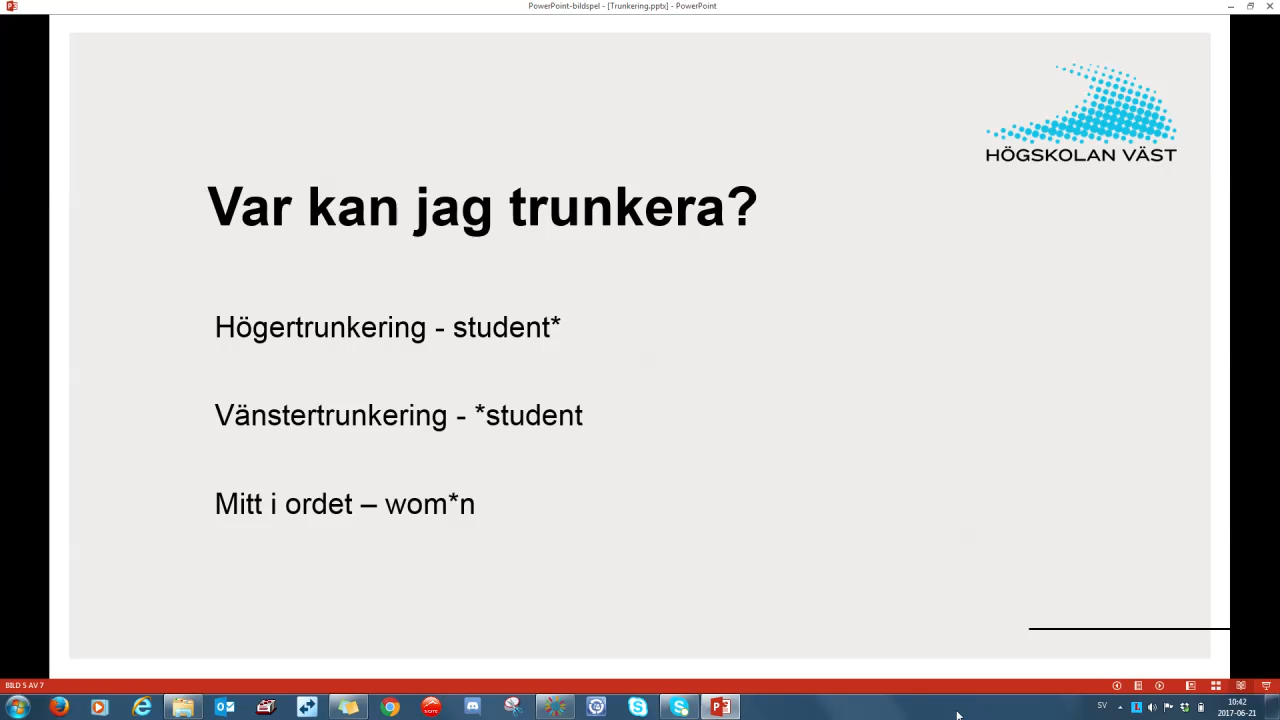 PowerPoint-bildspel - [Trunkering.pptx] - PowerPoint
HÖGSKOLAN VÄST
Var kan jag trunkera?
Högertrunkering - student*
Vänstertrunkering - *student
Mitt i ordet – wom*n
BILD 5 AV 7
SV
10:42
2017-06-21